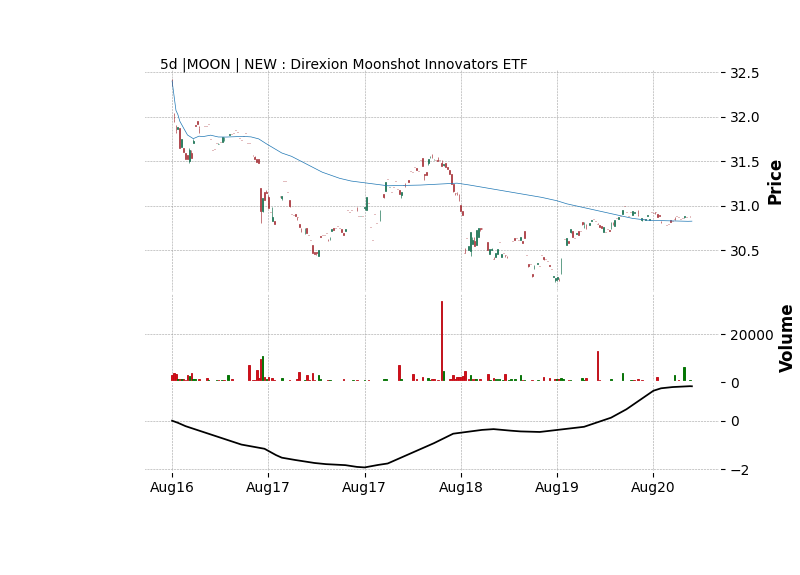 5d |MOON | NEW : Direxion Moonshot Innovators ETF
32.5
32.0
31.5
31.0
30.5
Price
20000
0
Volume
0
−2
Aug16 Aug17 Aug17 Aug18 Aug19 Aug20